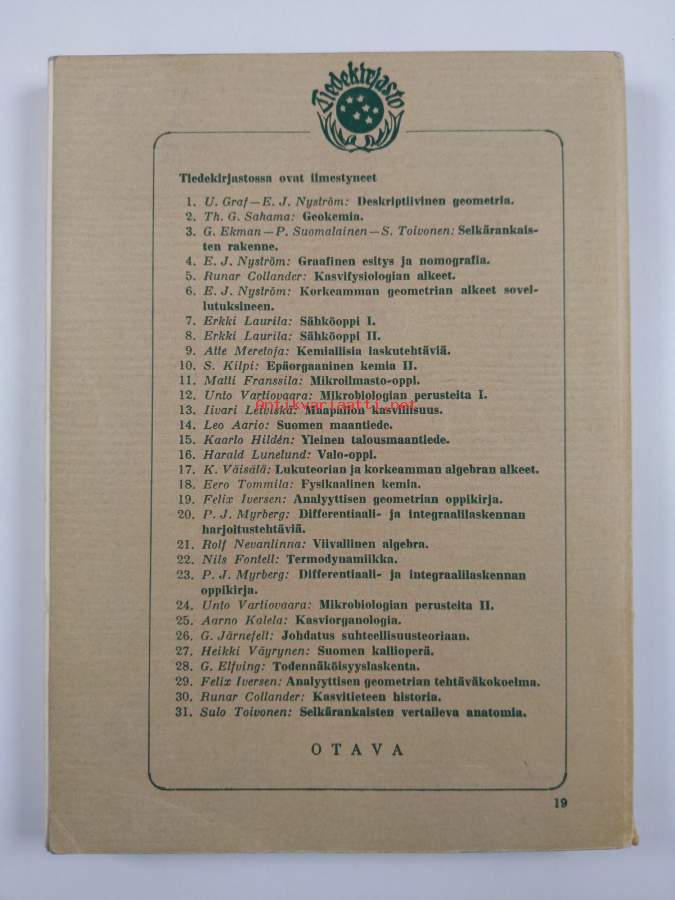 Tiedekirjasto
Tiedekirjastossa ovat ilmestyneet
1. U. Graf—E. J. Nyström: Deskriptiivinen geometria.
2. Th. G. Sahama: Geokemia.
3. G. Ekman—P. Suomalainen—S. Toivonen: Selkärankais-
ten rakenne.
4. E. J. Nyström: Graafinen esitys ja nomografia.
5. Runar Collander: Kasvifysiologian alkeet.
6. E. J. Nyström: Korkeamman geometrian alkeet sovel-
lutuksineen.
7. Erkki Laurila: Sähköoppi I.
8. Erkki Laurila: Sähköoppi II.
9. Atte Meretoja: Kemiallisia laskutehtäviä.
10. S. Kilpi: Epäorgaaninen kemia II.
11. Matti Franssila: Mikroilmasto-oppi.
12. Unto Vartiovaara: Mikrobiologian perusteita I.
Antikvariaatti.net
13. Iivari Leiviskä: Maapallon kasvillisuus.
14. Leo Aario: Suomen maantiede.
15. Kaarlo Hildén: Yleinen talousmaantiede.
16. Harald Lunelund: Valo-oppi.
17. K. Väisälä: Lukuteorian ja korkeamman algebran alkeet.
18. Eero Tommila: Fysikaalinen kemia.
19. Felix Iversen: Analyyttisen geometrian oppikirja.
20. P. J. Myrberg: Differentiaali- ja integraalilaskennan
harjoitustehtäviä.
21. Rolf Nevanlinna: Viivallinen algebra.
22. Nils Fontell: Termodynamiikka.
23. P. J. Myrberg: Differentiaali- ja integraalilaskennan
oppikirja.
24. Unto Vartiovaara: Mikrobiologian perusteita II.
25. Aarno Kalela: Kasviorganologia.
26. G. Järnefelt: Johdatus suhteellisuusteoriaan.
27. Heikki Väyrynen: Suomen kallioperä.
28. G. Elfving: Todennäköisyyslaskenta.
29. Felix Iversen: Analyyttisen geometrian tehtäväkokoelma.
30. Runar Collander: Kasvitieteen historia.
31. Sulo Toivonen: Selkärankaisten vertaileva anatomia.
OTAVA
19